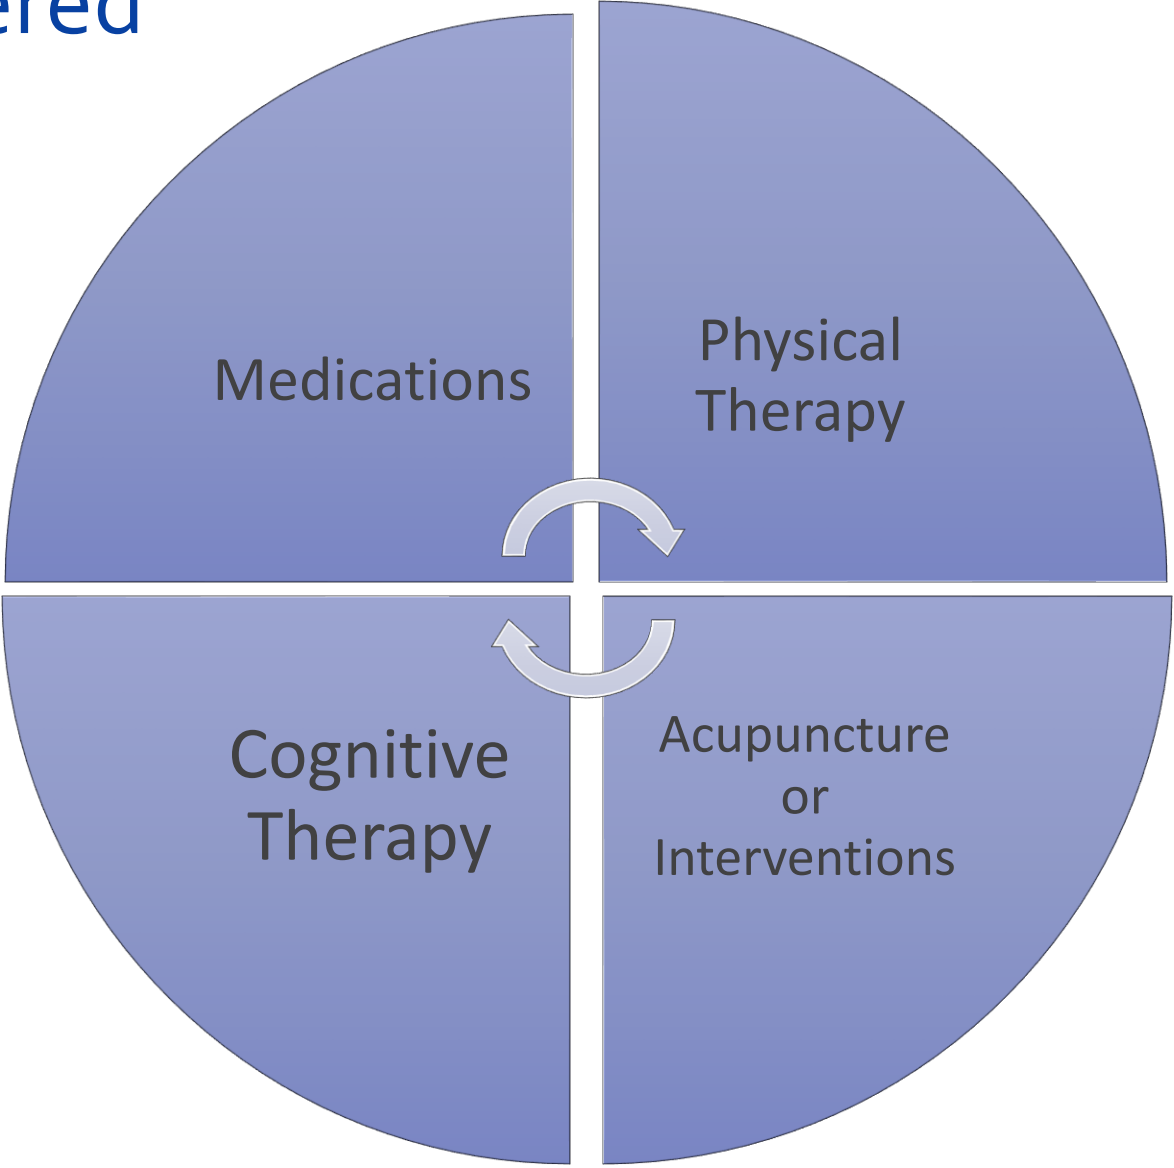 Medications
Physical
Therapy
Cognitive
Therapy
Acupuncture
or
Interventions